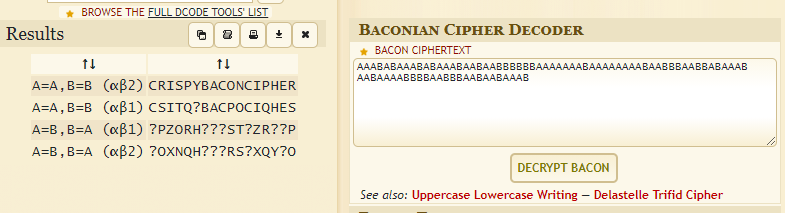 BROWSE THE FULL DCODE TOOLS' LIST
Results
↑↓ ↑↓
A=A,B=B (αβ2) CRISPYBACONCIPHER
A=A,B=B (αβ1) CSITQ?BACPOCIQHES
A=B,B=A (αβ1) ?PZORH???ST?ZR??P
A=B,B=A (αβ2) ?OXNQH???RS?XQY?O
BACONIAN CIPHER DECODER
BACON CIPHERTEXT
AAABABAAABABAAABAABAABBBBBBAAAAAAABAAAAAAAABAABBBAABBABAAAB
AABAAAABBBBAABBBAABAABAAAB
DECRYPT BACON
See also: Uppercase Lowercase Writing — Delastelle Trifid Cipher